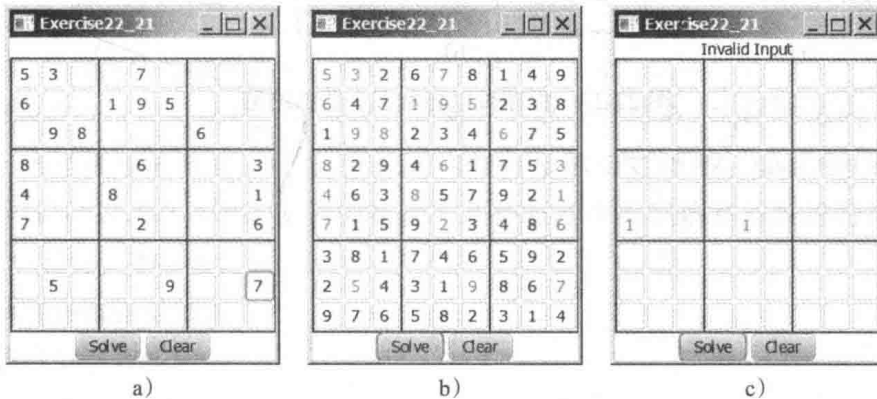 Exercise22_21
5 3 7
6 1 9 5
9 8 6
8 6 3
4 8 1
7 2 6
5 9 7
Solve Clear
a)
Exercise22_21
5 3 2 6 7 8 1 4 9
6 4 7 1 9 5 2 3 8
1 9 8 2 3 4 6 7 5
8 2 9 4 6 1 7 5 3
4 6 3 8 5 7 9 2 1
7 1 5 9 2 3 4 8 6
3 8 1 7 4 6 5 9 2
2 5 4 3 1 9 8 6 7
9 7 6 5 8 2 3 1 4
Solve Clear
b)
Exercise22_21
Invalid Input
1 1
Solve Clear
c)